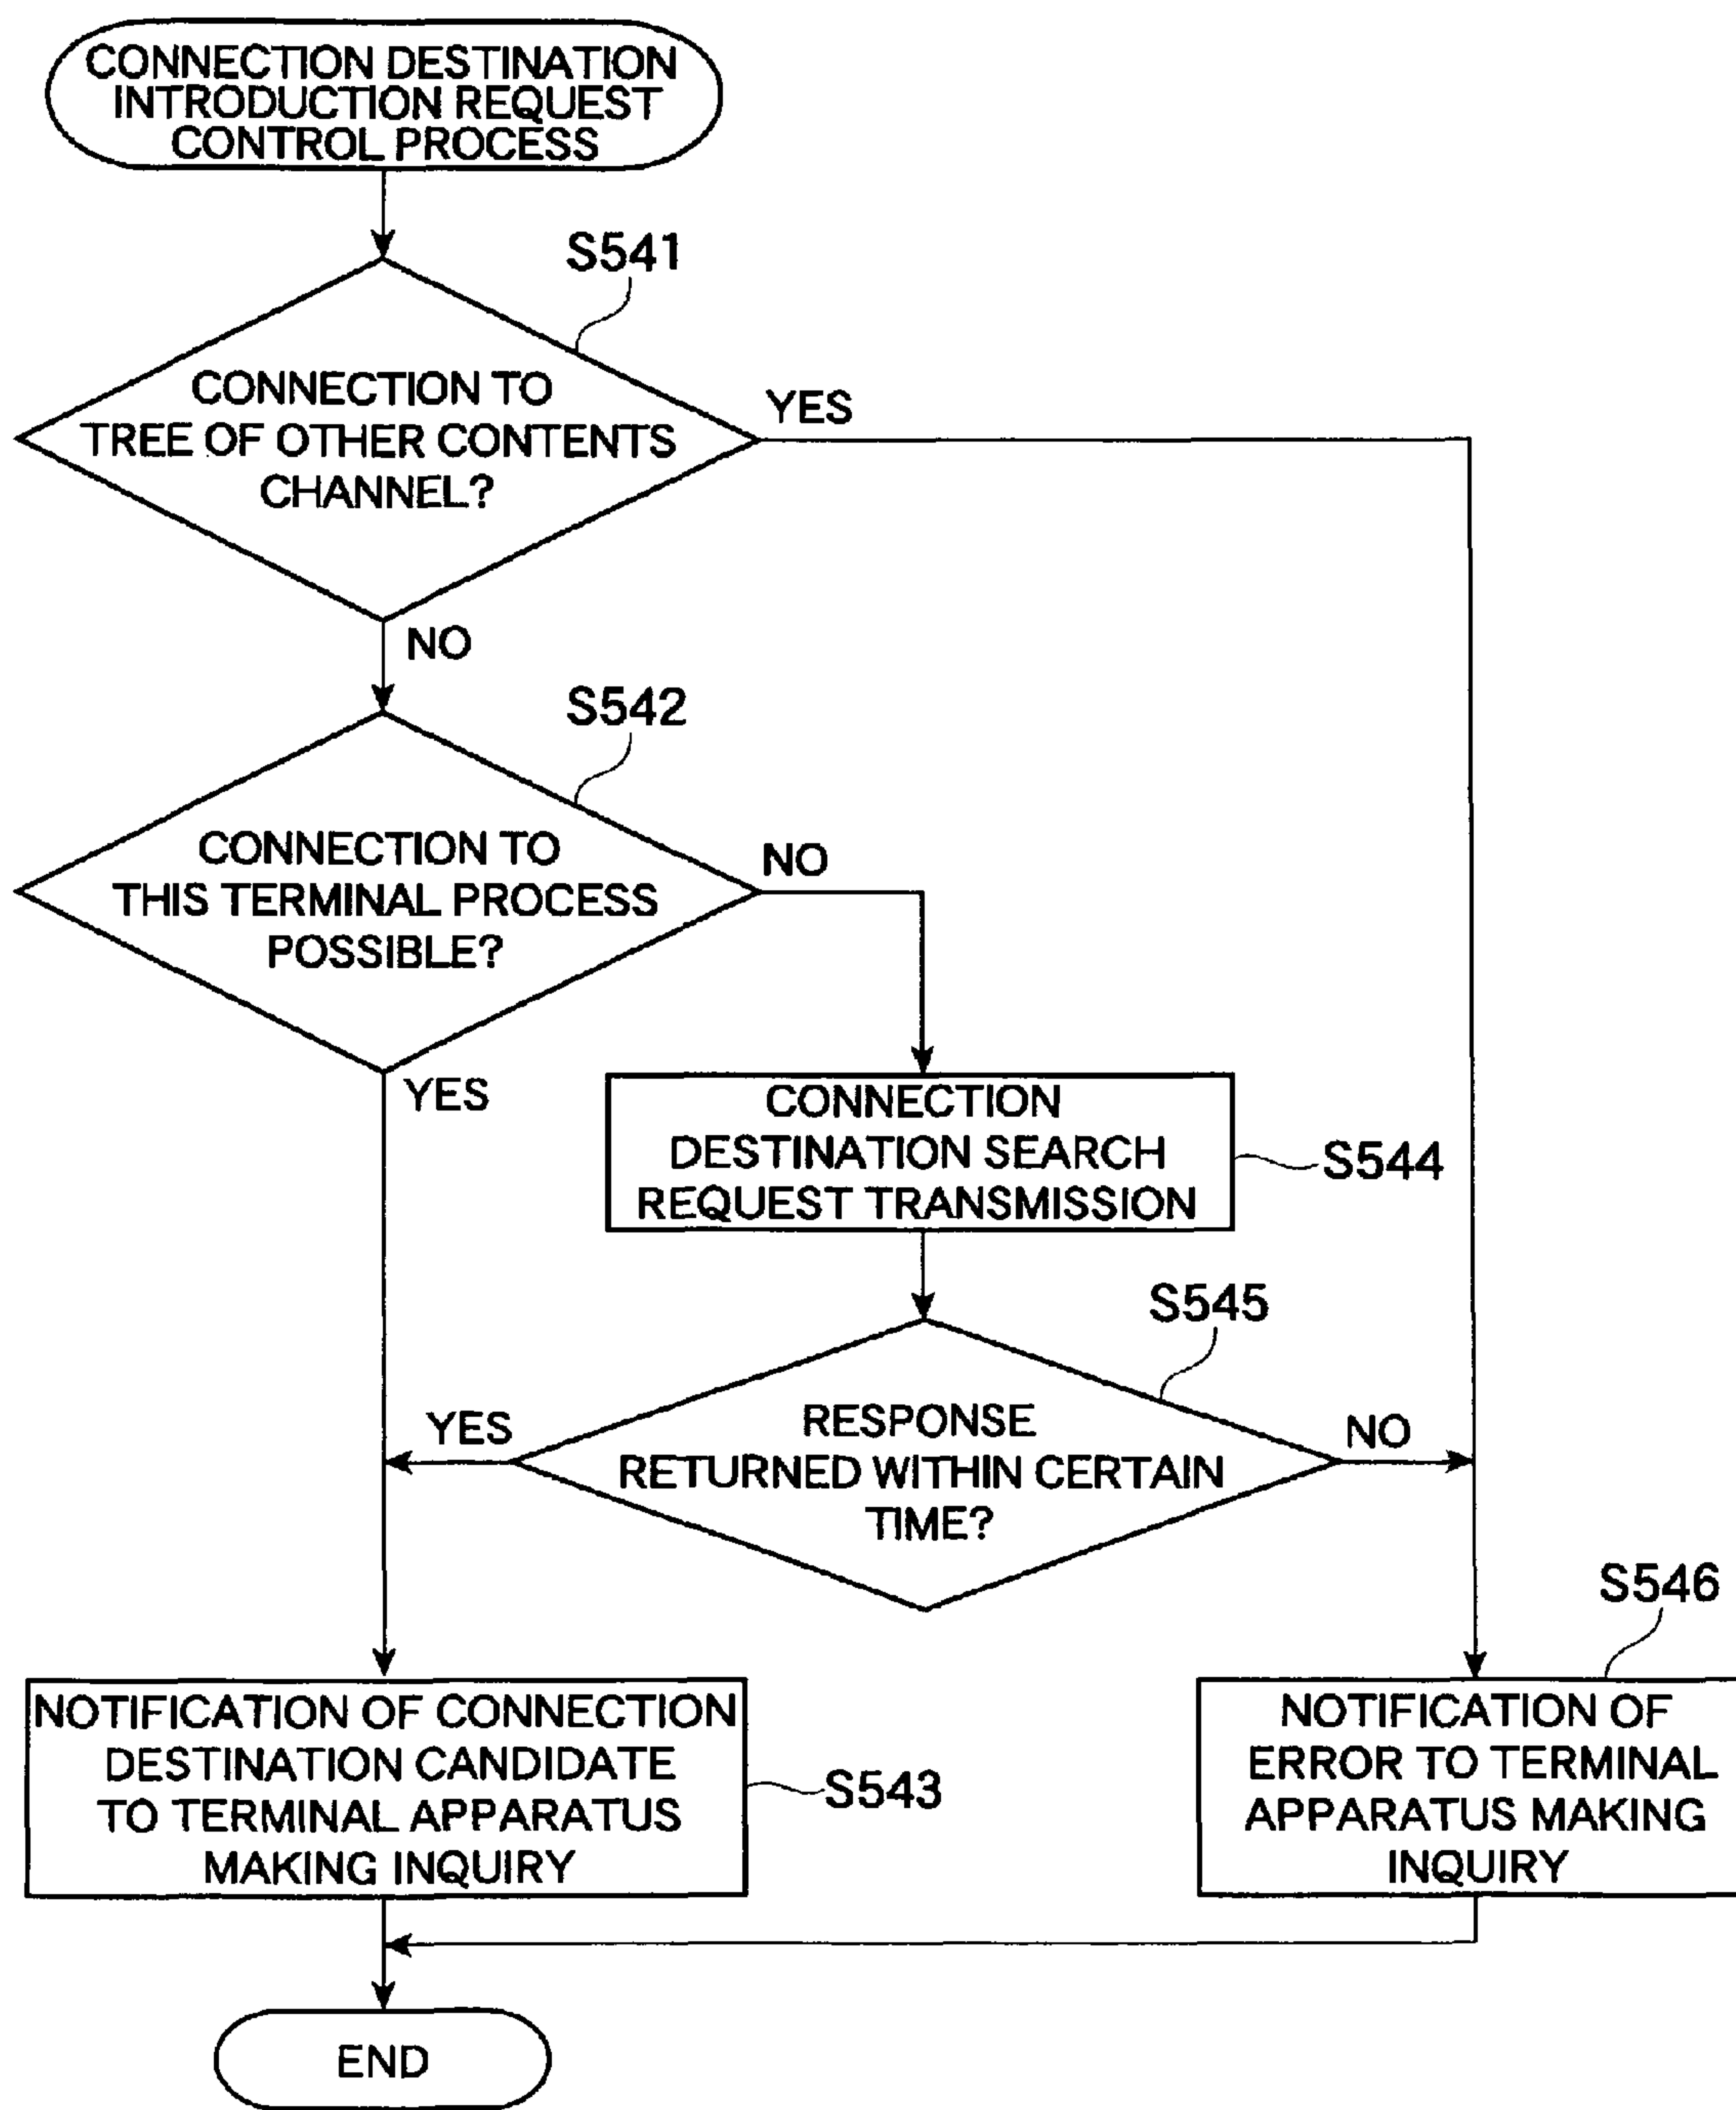 CONNECTION DESTINATION
INTRODUCTION REQUEST
CONTROL PROCESS
S541
CONNECTION TO
TREE OF OTHER CONTENTS
CHANNEL?
YES
NO
S542
CONNECTION TO
THIS TERMINAL PROCESS
POSSIBLE?
NO
YES
CONNECTION
DESTINATION SEARCH
REQUEST TRANSMISSION
S544
S545
RESPONSE
RETURNED WITHIN CERTAIN
TIME?
YES
NO
S546
NOTIFICATION OF CONNECTION
DESTINATION CANDIDATE
TO TERMINAL APPARATUS
MAKING INQUIRY
S543
NOTIFICATION OF
ERROR TO TERMINAL
APPARATUS MAKING
INQUIRY
END